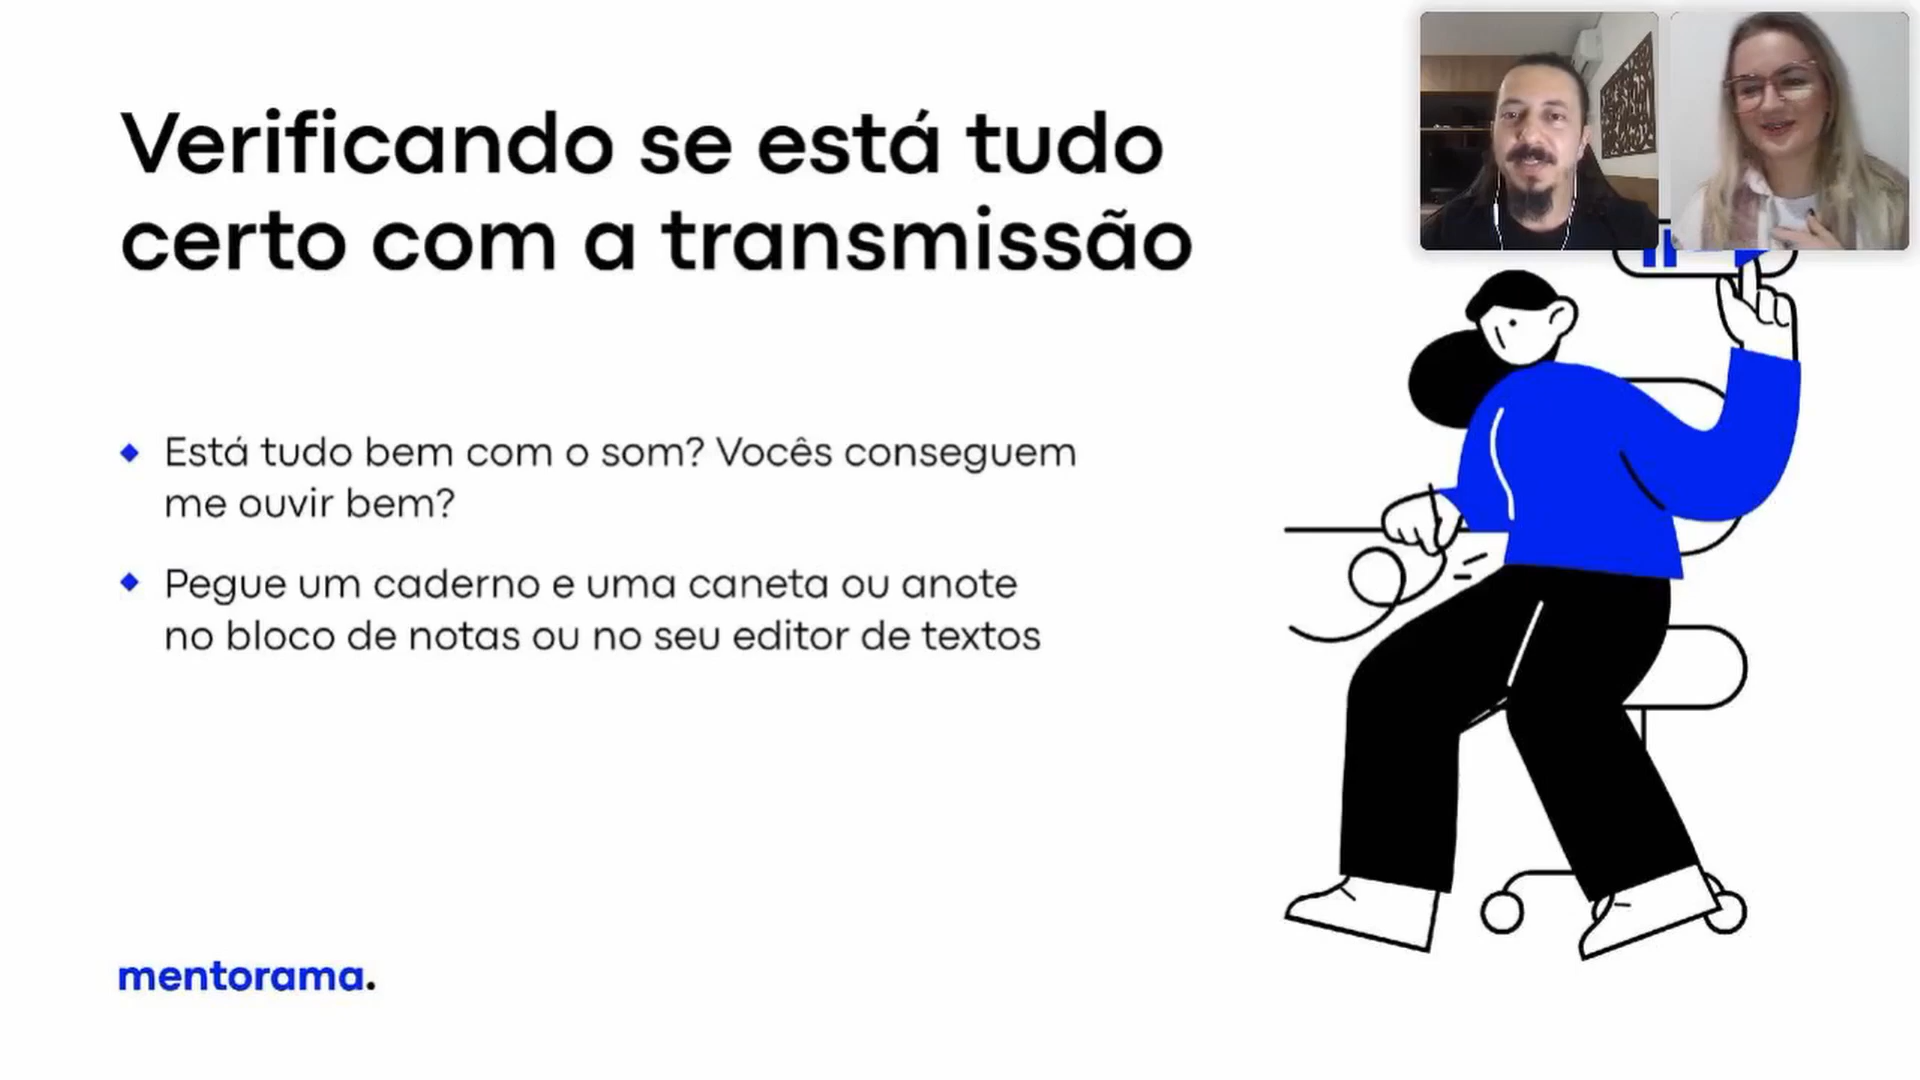 Verificando se está tudo
certo com a transmissão
Está tudo bem com o som? Vocês conseguem
me ouvir bem?
Pegue um caderno e uma caneta ou anote
no bloco de notas ou no seu editor de textos
mentorama.